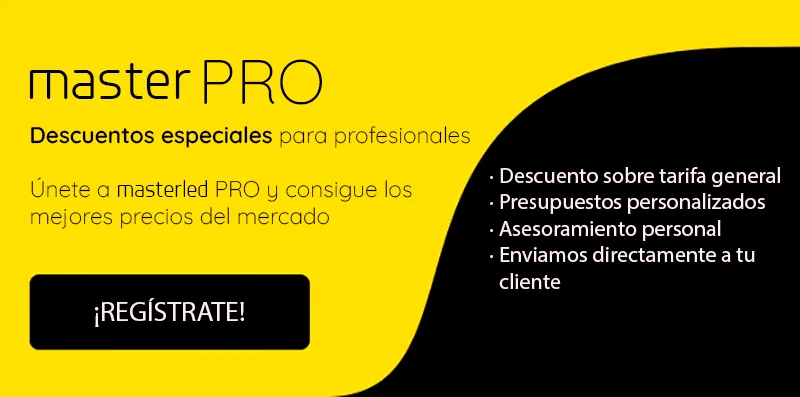 master PRO
Descuentos especiales para profesionales
Únete a masterled PRO y consigue los
mejores precios del mercado
¡REGÍSTRATE!
· Descuento sobre tarifa general
· Presupuestos personalizados
· Asesoramiento personal
· Enviamos directamente a tu
cliente